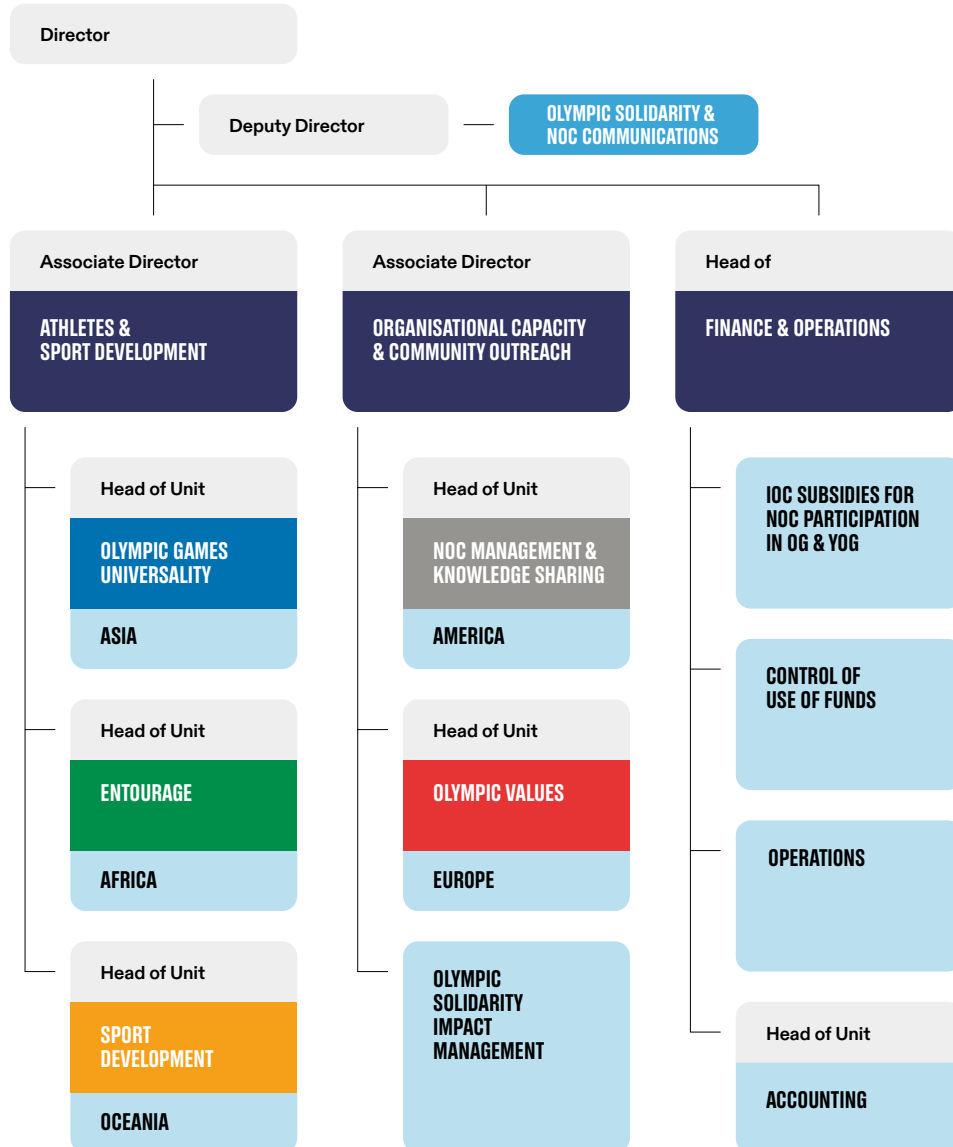 Director
Deputy Director
OLYMPIC SOLIDARITY &
NOC COMMUNICATIONS
Associate Director
ATHLETES &
SPORT DEVELOPMENT
Associate Director
ORGANISATIONAL CAPACITY
& COMMUNITY OUTREACH
Head of
FINANCE & OPERATIONS
Head of Unit
OLYMPIC GAMES
UNIVERSALITY
ASIA
Head of Unit
ENTOURAGE
AFRICA
Head of Unit
SPORT
DEVELOPMENT
OCEANIA
Head of Unit
NOC MANAGEMENT &
KNOWLEDGE SHARING
AMERICA
Head of Unit
OLYMPIC VALUES
EUROPE
OLYMPIC
SOLIDARITY
IMPACT
MANAGEMENT
IOC SUBSIDIES FOR
NOC PARTICIPATION
IN OG & YOG
CONTROL OF
USE OF FUNDS
OPERATIONS
Head of Unit
ACCOUNTING